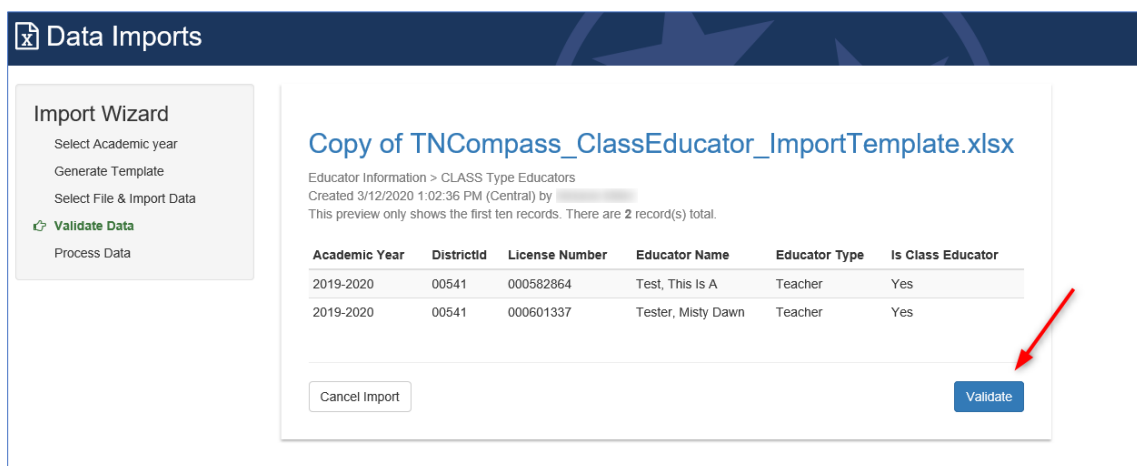 Data Imports
Import Wizard
Select Academic year
Generate Template
Select File & Import Data
Validate Data
Process Data
Copy of TNCompass_ClassEducator_ImportTemplate.xlsx
Educator Information > CLASS Type Educators
Created 3/12/2020 1:02:36 PM (Central) by
This preview only shows the first ten records. There are 2 record(s) total.
Academic Year DistrictId License Number Educator Name Educator Type Is Class Educator
2019-2020 00541 000582864 Test, This Is A Teacher Yes
2019-2020 00541 000601337 Tester, Misty Dawn Teacher Yes
Cancel Import Validate